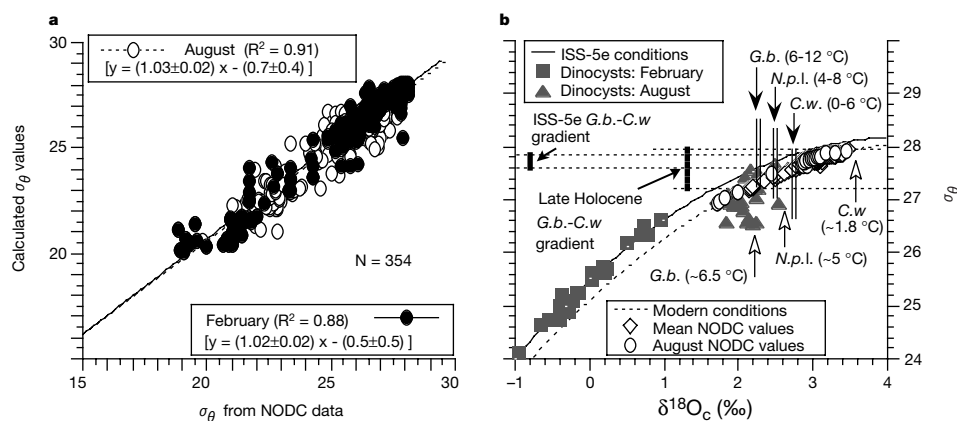 a
August (R² = 0.91)
[y = (1.03±0.02) x - (0.7±0.4) ]
30
25
20
Calculated σθ values
N = 354
February (R² = 0.88)
[y = (1.02±0.02) x - (0.5±0.5) ]
15
20
25
30
σθ from NODC data
b
ISS-5e conditions
Dinocysts: February
Dinocysts: August
G.b. (6-12 °C)
N.p.l. (4-8 °C)
C.w. (0-6 °C)
ISS-5e G.b.-C.w
gradient
Late Holocene
G.b.-C.w
gradient
C.w
(~1.8 °C)
N.p.l. (~5 °C)
G.b. (~6.5 °C)
Modern conditions
Mean NODC values
August NODC values
29
28
27
26
25
24
σθ
–1
0
1
2
3
4
δ¹⁸Oc (‰)